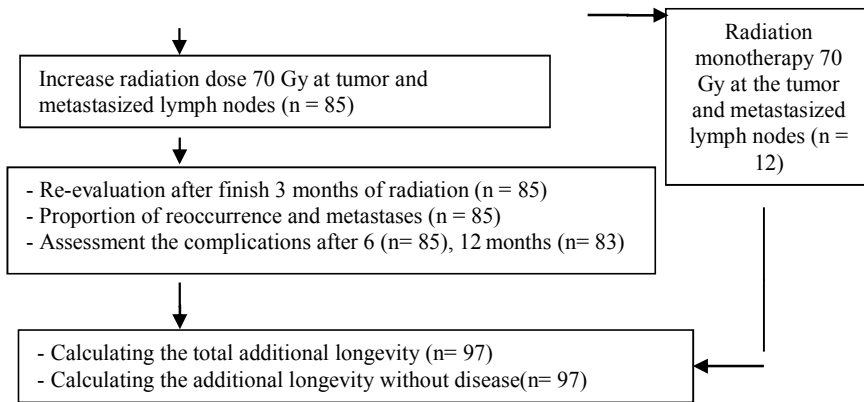 Increase radiation dose 70 Gy at tumor and
metastasized lymph nodes (n = 85)
Radiation
monotherapy 70
Gy at the tumor
and metastasized
lymph nodes (n =
12)
- Re-evaluation after finish 3 months of radiation (n = 85)
- Proportion of reoccurrence and metastases (n = 85)
- Assessment the complications after 6 (n= 85), 12 months (n= 83)
- Calculating the total additional longevity (n= 97)
- Calculating the additional longevity without disease(n= 97)